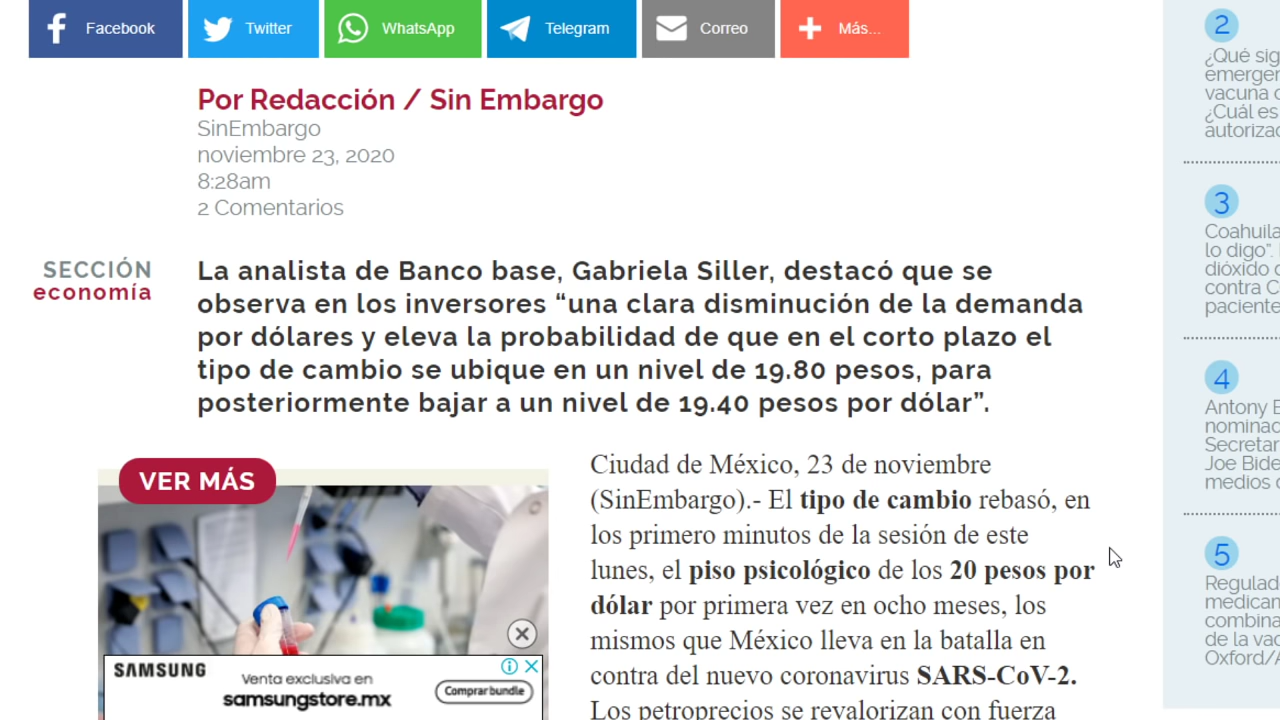 Facebook
Twitter
WhatsApp
Telegram
Correo
Más...
Por Redacción / Sin Embargo
SinEmbargo
noviembre 23, 2020
8:28am
2 Comentarios
SECCIÓN
economía
La analista de Banco base, Gabriela Siller, destacó que se
observa en los inversores “una clara disminución de la demanda
por dólares y eleva la probabilidad de que en el corto plazo el
tipo de cambio se ubique en un nivel de 19.80 pesos, para
posteriormente bajar a un nivel de 19.40 pesos por dólar”.
VER MÁS
SAMSUNG
Venta exclusiva en
samsungstore.mx
Comprar bundle
Ciudad de México, 23 de noviembre
(SinEmbargo).- El tipo de cambio rebasó, en
los primero minutos de la sesión de este
lunes, el piso psicológico de los 20 pesos por
dólar por primera vez en ocho meses, los
mismos que México lleva en la batalla en
contra del nuevo coronavirus SARS-CoV-2.
Los petroprecios se revalorizan con fuerza
2
¿Qué sig
emerger
vacuna
¿Cuál es
autorizac
3
Coahuila
lo digo”.
dióxido
contra C
paciente
4
Antony
nominad
Secretar
Joe Bide
medios
5
Regulad
medicam
combina
de la vac
Oxford/A